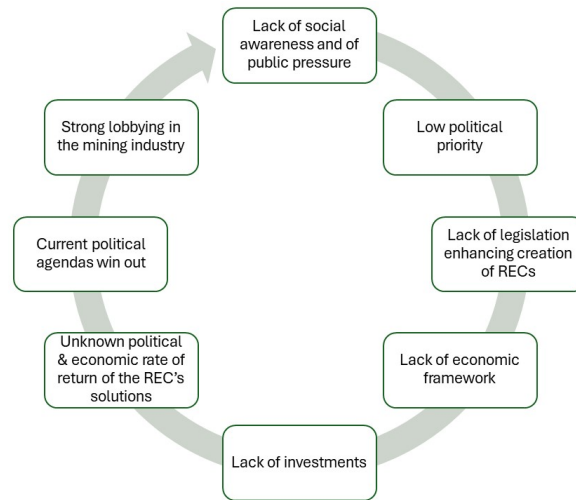 Lack of social
awareness and of
public pressure
Low political
priority
Lack of legislation
enhancing creation
of RECs
Lack of economic
framework
Lack of investments
Unknown political
& economic rate of
return of the REC’s
solutions
Current political
agendas win out
Strong lobbying in
the mining industry